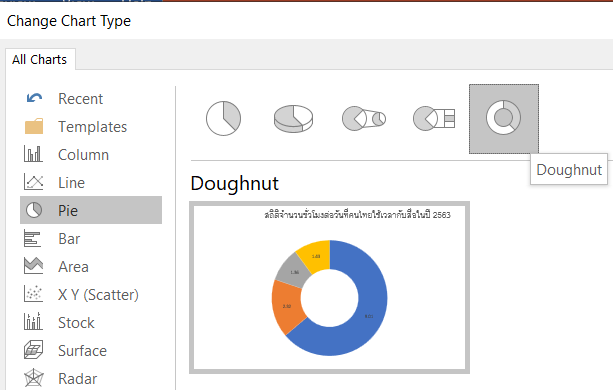 Change Chart Type
All Charts
Recent
Templates
Column
Line
Pie
Bar
Area
X Y (Scatter)
Stock
Surface
Radar
Doughnut
Doughnut
สถิติจำนวนชั่วโมงต่อวันที่คนไทยใช้เวลากับสื่อในปี 2563